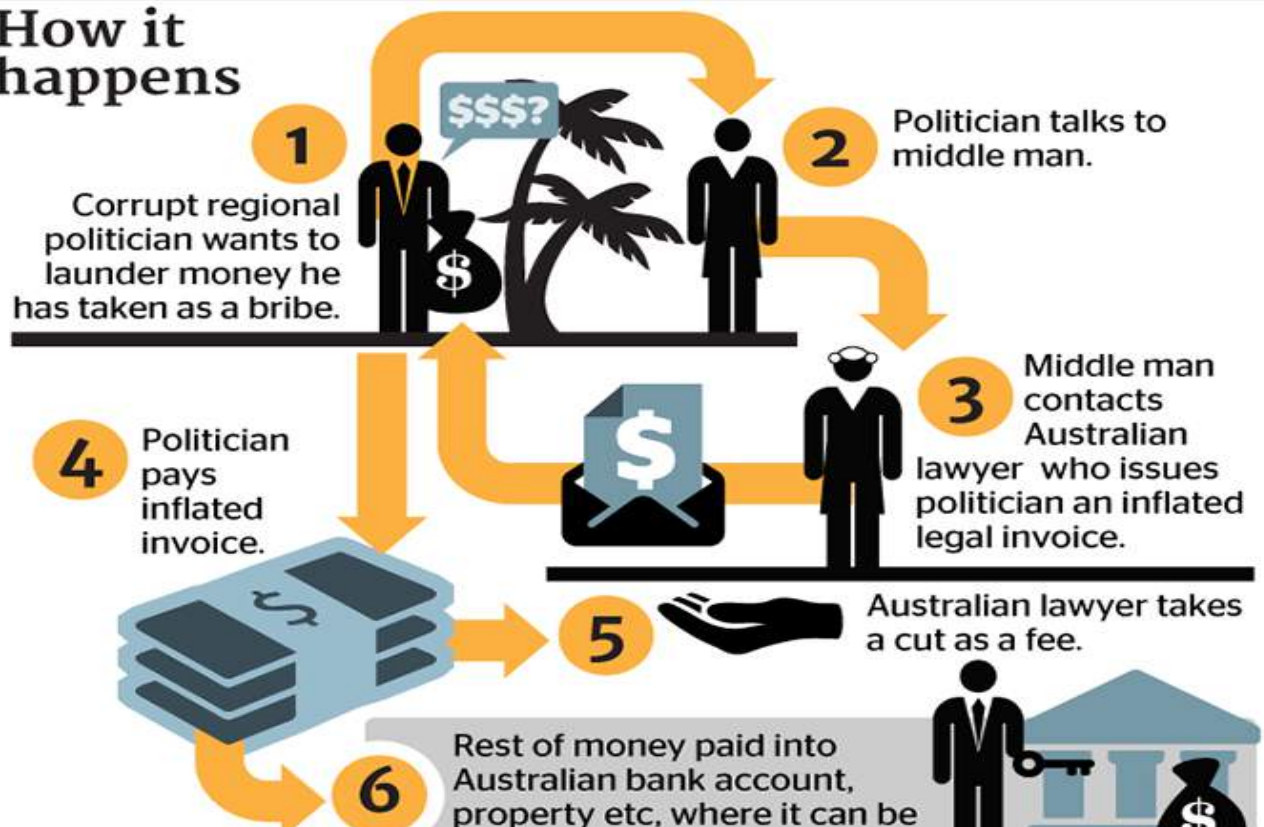 How it
happens
1
$$$?
Corrupt regional
politician wants to
launder money he
has taken as a bribe.
$
2
Politician talks to
middle man.
3
Middle man
contacts
Australian
lawyer who issues
politician an inflated
legal invoice.
$
4
Politician
pays
inflated
invoice.
$
5
Australian lawyer takes
a cut as a fee.
6
Rest of money paid into
Australian bank account,
property etc, where it can be
$